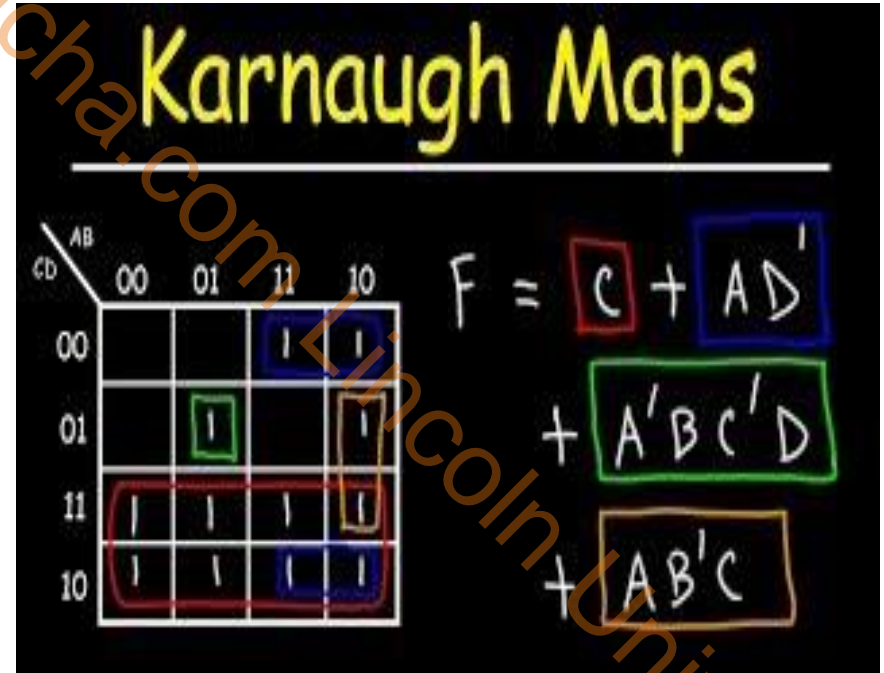 Karnaugh Maps
AB
CD
00 01 11 10
F = C + AD'
00 1 1
01 1 1
+ A'BC'D
11 1 1 1 1
10 1 1 1 1
+ AB'C
cha.com Lincoln Uni